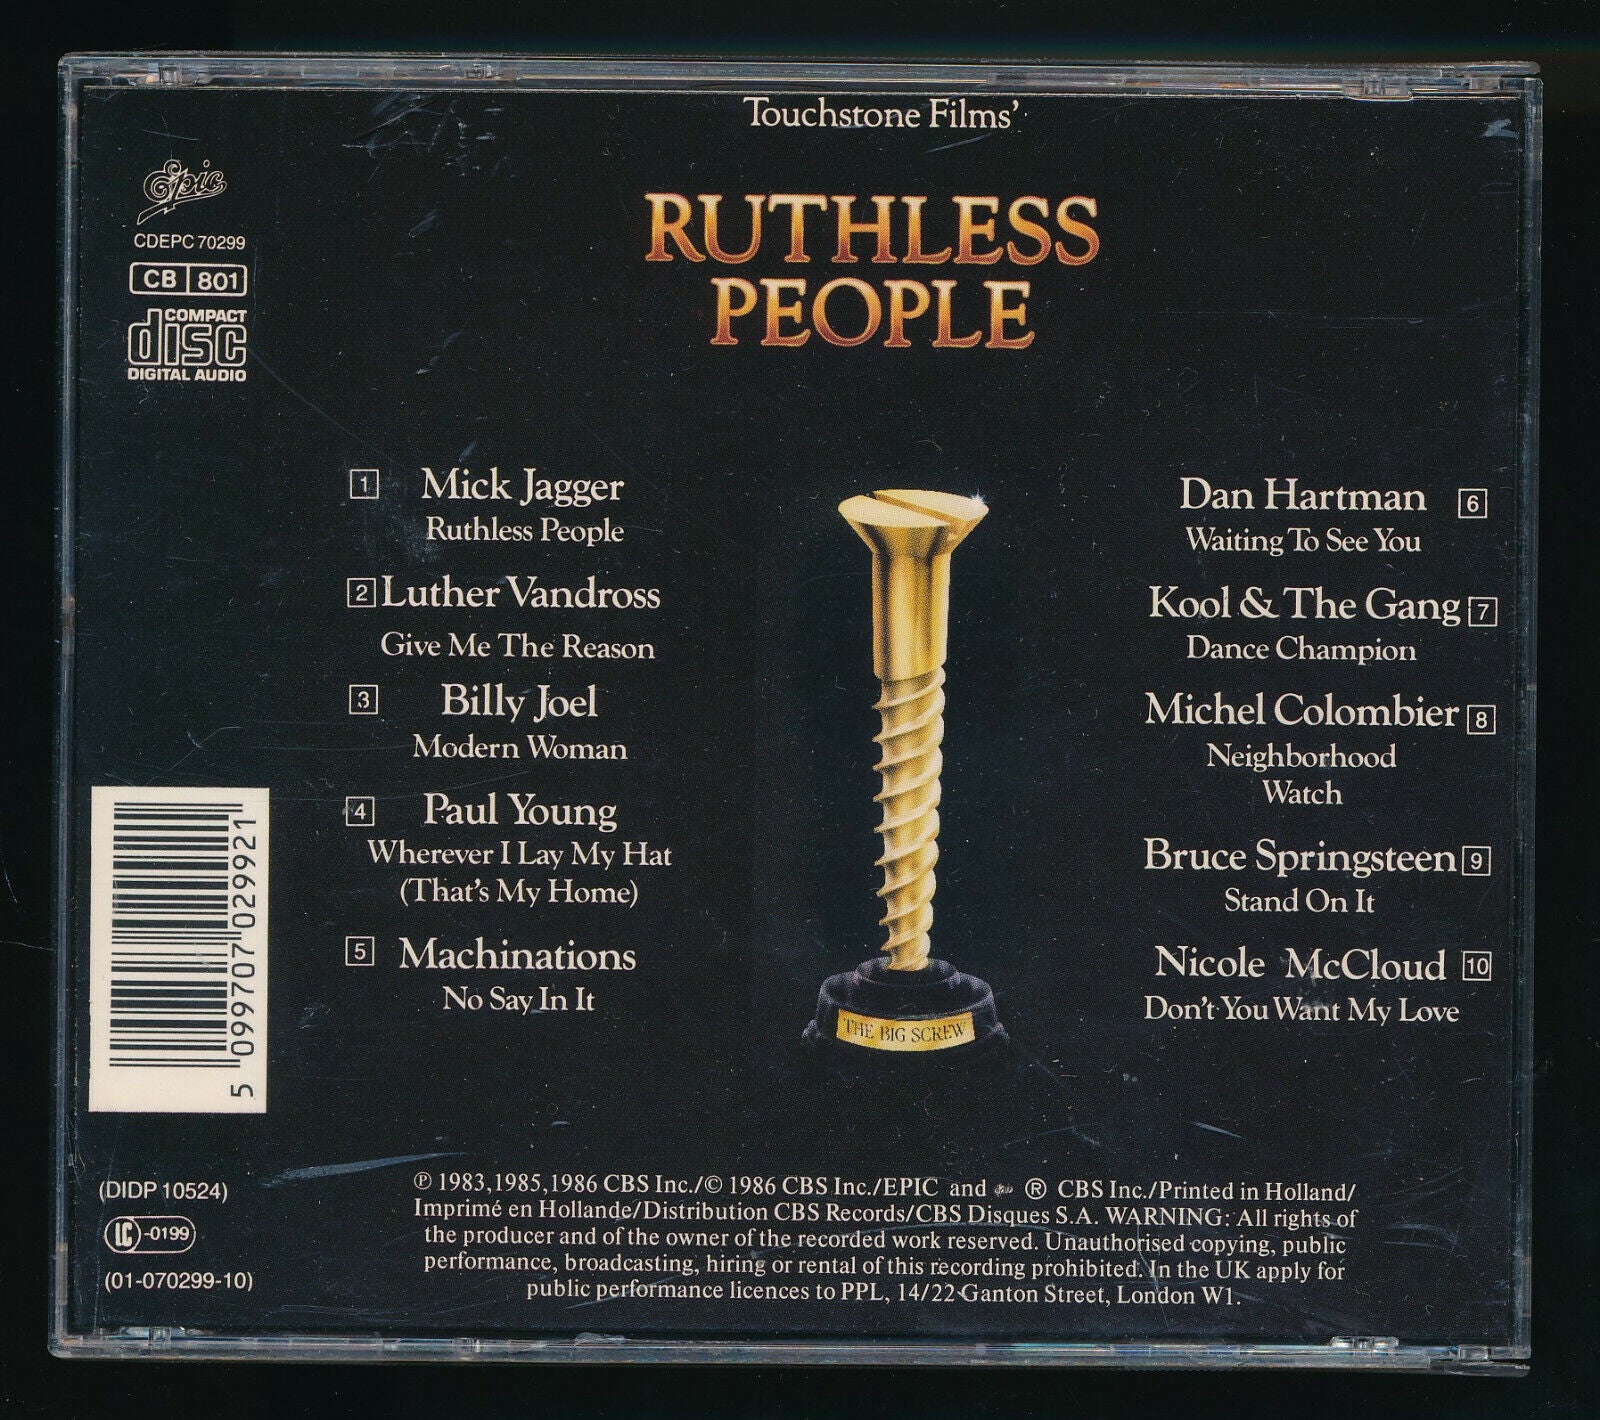 Touchstone Films'
RUTHLESS
PEOPLE
Epic
CDEPC 70299
CB 801
COMPACT
disc
DIGITAL AUDIO
1 Mick Jagger
Ruthless People
2 Luther Vandross
Give Me The Reason
3 Billy Joel
Modern Woman
4 Paul Young
Wherever I Lay My Hat
(That's My Home)
5 Machinations
No Say In It
Dan Hartman 6
Waiting To See You
Kool & The Gang 7
Dance Champion
Michel Colombier 8
Neighborhood
Watch
Bruce Springsteen 9
Stand On It
Nicole McCloud 10
Don't You Want My Love
THE BIG SCREW
5 099707 029921
(DIDP 10524)
LC -0199
(01-070299-10)
℗ 1983,1985,1986 CBS Inc./© 1986 CBS Inc./EPIC and Epic ® CBS Inc./Printed in Holland/
Imprimé en Hollande/Distribution CBS Records/CBS Disques S.A. WARNING: All rights of
the producer and of the owner of the recorded work reserved. Unauthorised copying, public
performance, broadcasting, hiring or rental of this recording prohibited. In the UK apply for
public performance licences to PPL, 14/22 Ganton Street, London W1.